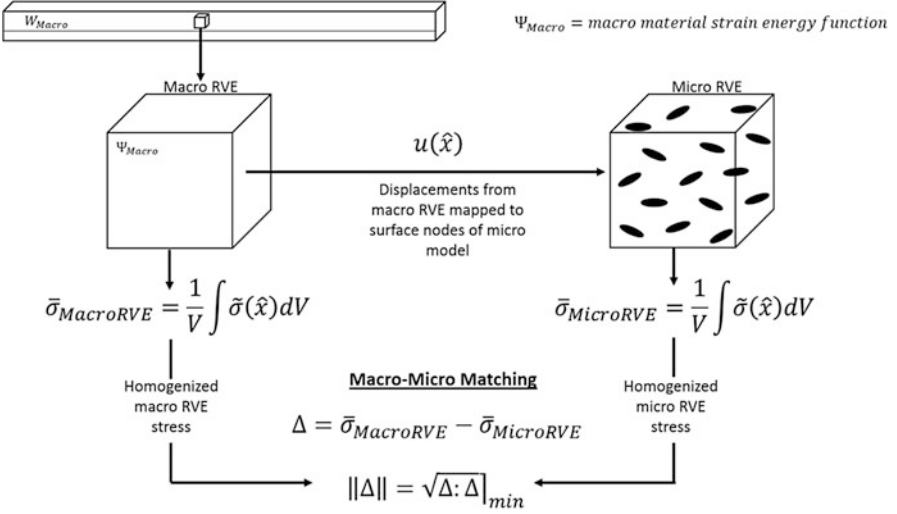 W_Macro
Ψ_Macro = macro material strain energy function
Macro RVE
Micro RVE
Ψ_Macro
u(x̂)
Displacements from
macro RVE mapped to
surface nodes of micro
model
σ̄_MacroRVE = 1/V ∫ σ̃(x̂)dV
σ̄_MicroRVE = 1/V ∫ σ̃(x̂)dV
Homogenized
macro RVE
stress
Macro-Micro Matching
Δ = σ̄_MacroRVE − σ̄_MicroRVE
Homogenized
micro RVE
stress
‖Δ‖ = √Δ: Δ|_min